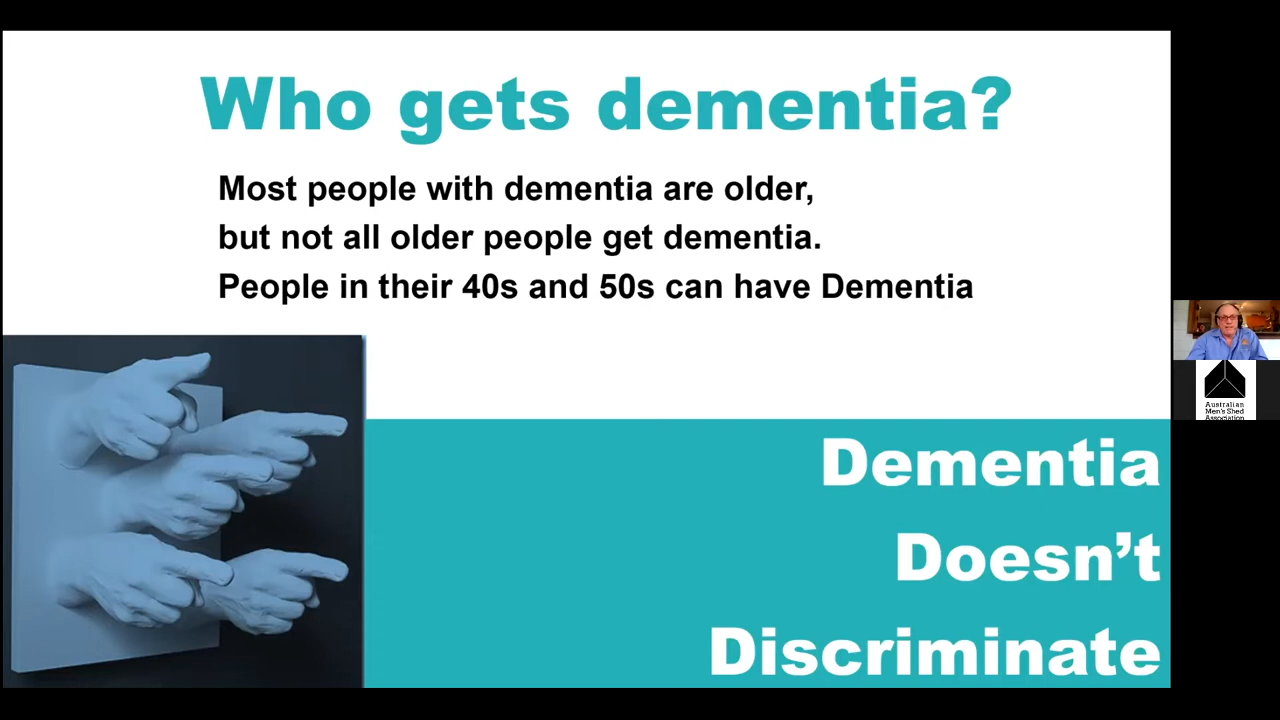 Who gets dementia?
Most people with dementia are older,
but not all older people get dementia.
People in their 40s and 50s can have Dementia
Dementia
Doesn’t
Discriminate
Australian
Men's Shed
Association